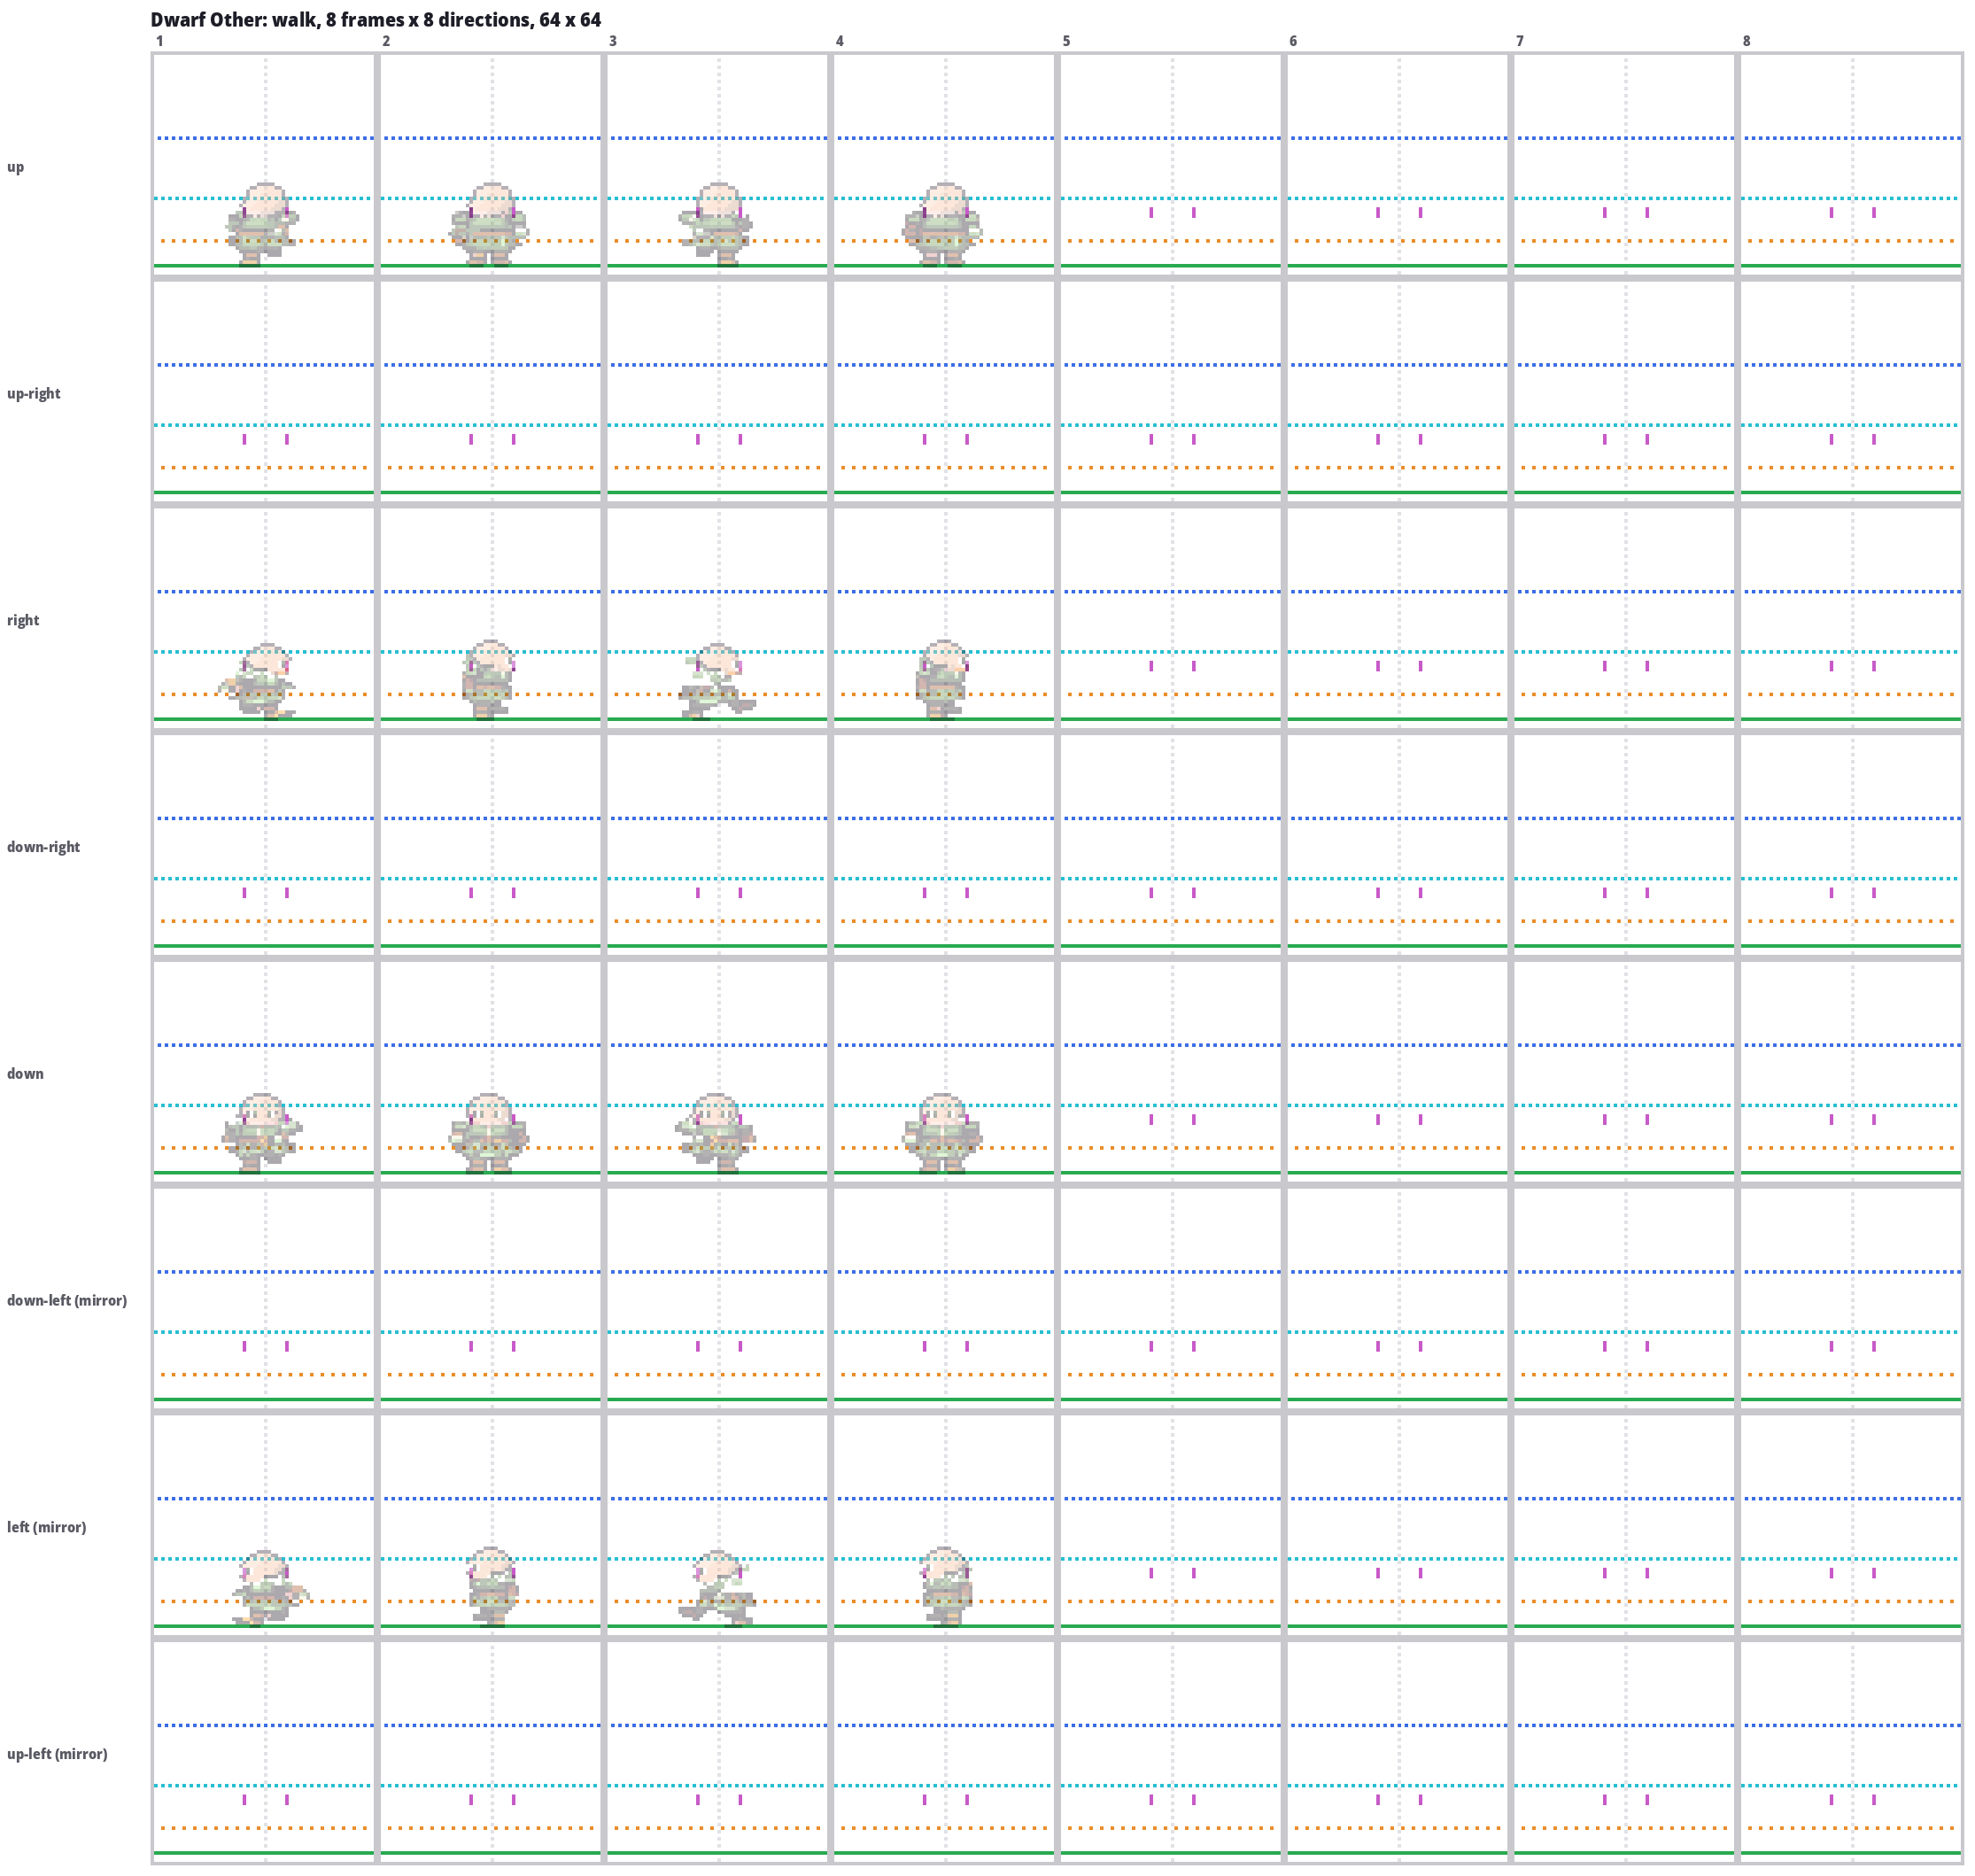 Dwarf Other: walk, 8 frames x 8 directions, 64 x 64
1 2 3 4 5 6 7 8
up
up-right
right
down-right
down
down-left (mirror)
left (mirror)
up-left (mirror)